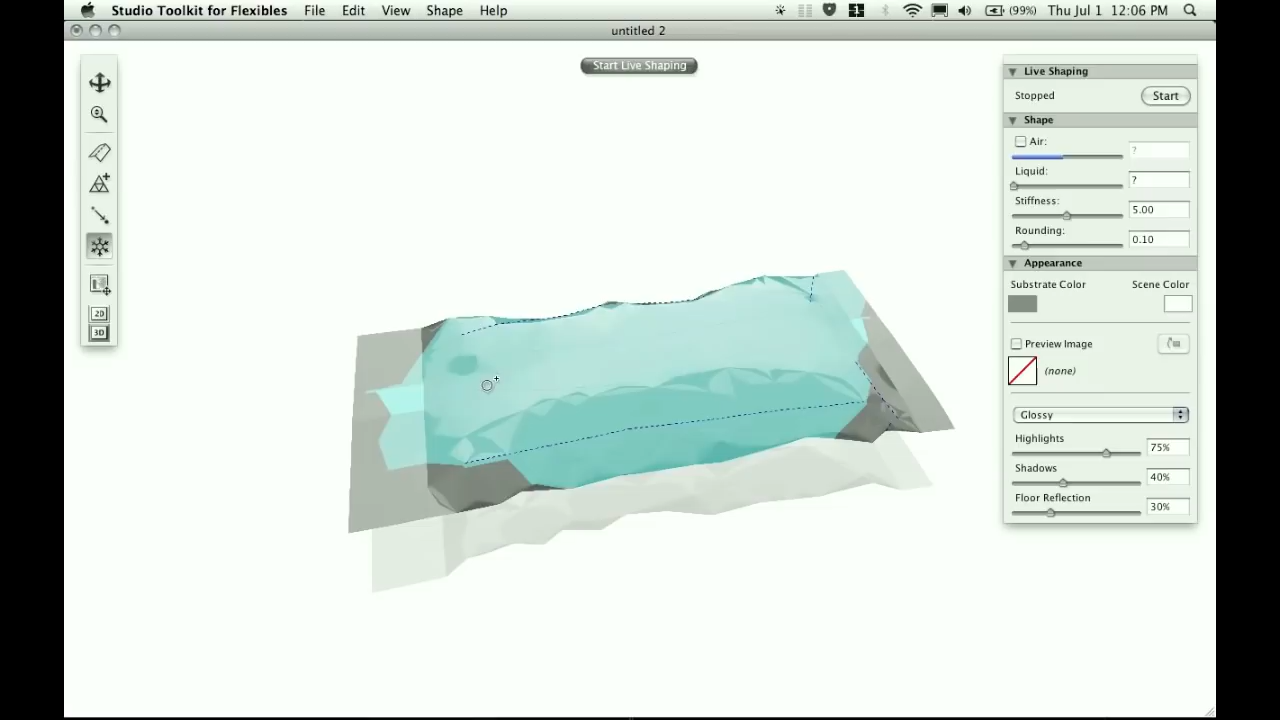 Studio Toolkit for Flexibles File Edit View Shape Help (99%) Thu Jul 1 12:06 PM
untitled 2
Start Live Shaping
Live Shaping
Stopped Start
Shape
Air: ?
Liquid: ?
Stiffness: 5.00
Rounding: 0.10
Appearance
Substrate Color Scene Color
Preview Image
(none)
Glossy
Highlights 75%
Shadows 40%
Floor Reflection 30%
2D
3D